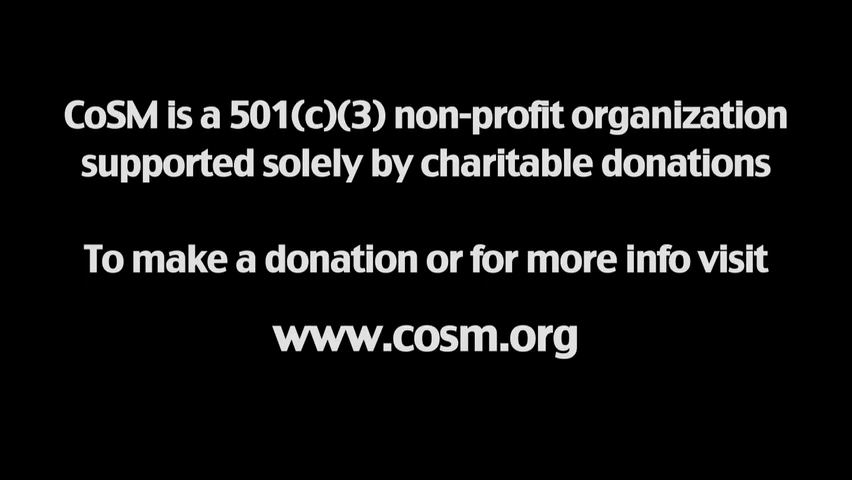 CoSM is a 501(c)(3) non-profit organization
supported solely by charitable donations
To make a donation or for more info visit
www.cosm.org